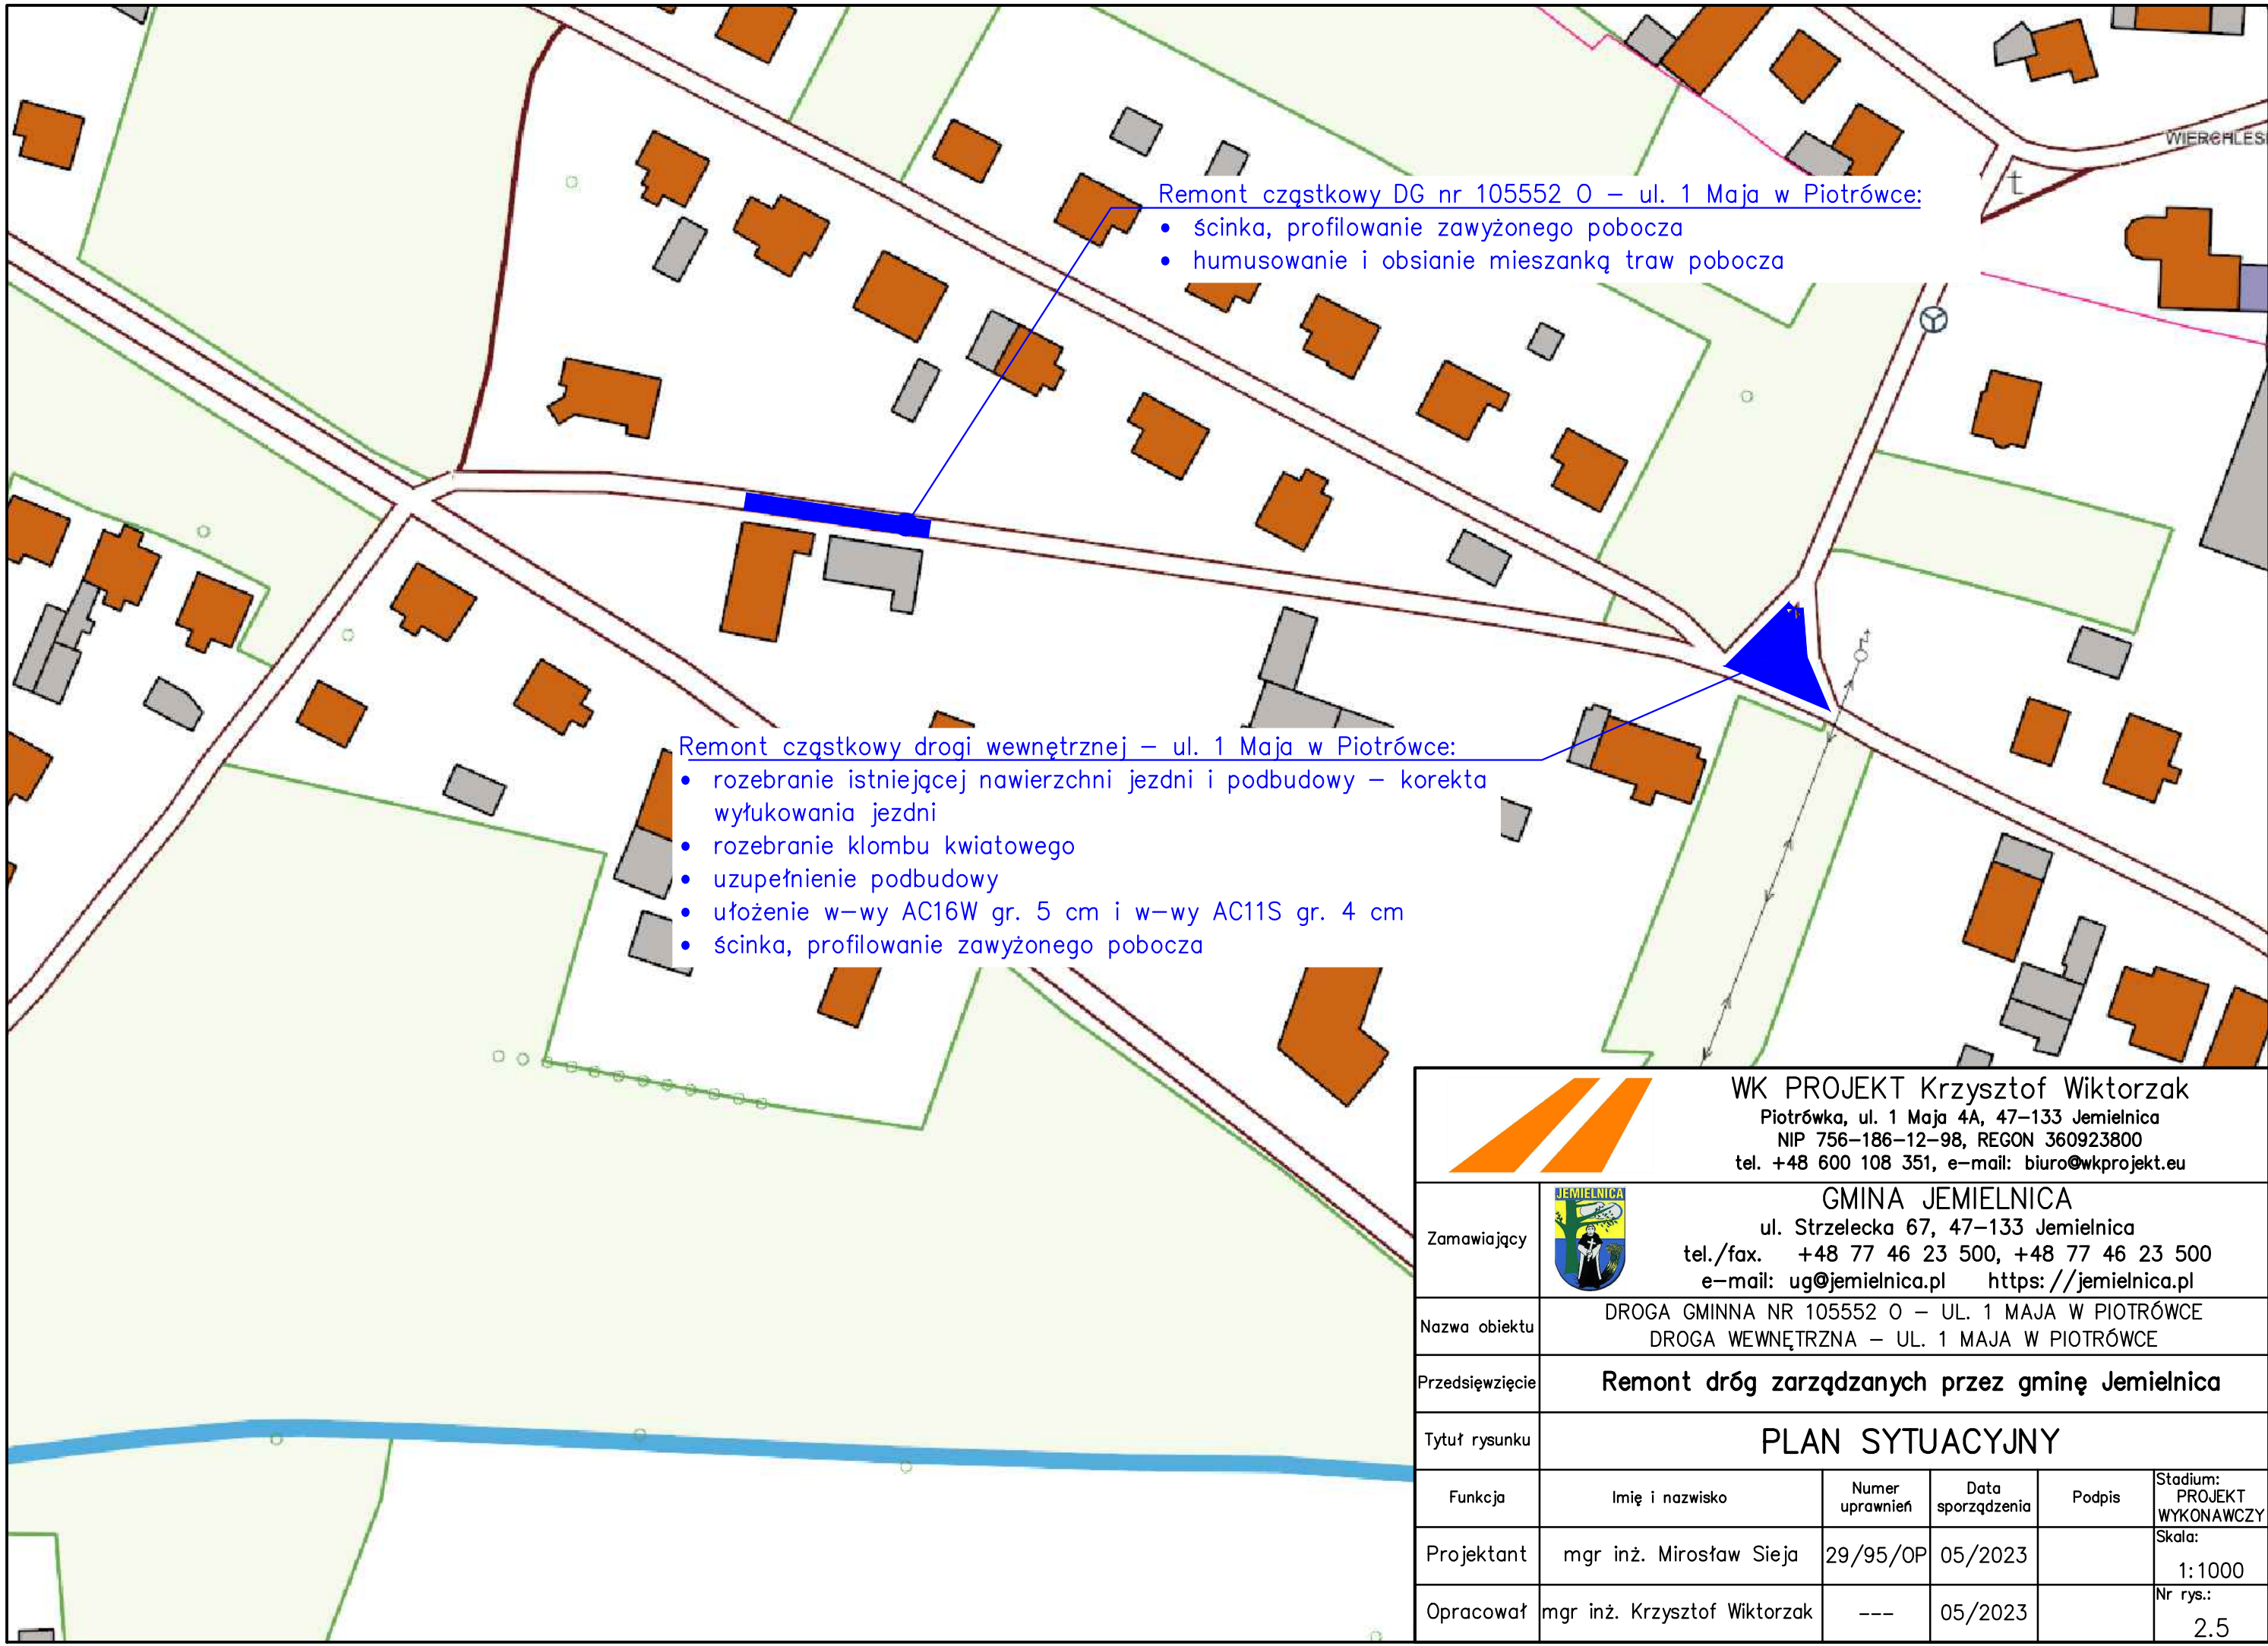 WIERCHLES
t
Remont cząstkowy DG nr 105552 O – ul. 1 Maja w Piotrówce:
• ścinka, profilowanie zawyżonego pobocza
• humusowanie i obsianie mieszanką traw pobocza
Remont cząstkowy drogi wewnętrznej – ul. 1 Maja w Piotrówce:
• rozebranie istniejącej nawierzchni jezdni i podbudowy – korekta
wyłukowania jezdni
• rozebranie klombu kwiatowego
• uzupełnienie podbudowy
• ułożenie w–wy AC16W gr. 5 cm i w–wy AC11S gr. 4 cm
• ścinka, profilowanie zawyżonego pobocza
WK PROJEKT Krzysztof Wiktorzak
Piotrówka, ul. 1 Maja 4A, 47–133 Jemielnica
NIP 756–186–12–98, REGON 360923800
tel. +48 600 108 351, e–mail: biuro@wkprojekt.eu
Zamawiający
JEMIELNICA
GMINA JEMIELNICA
ul. Strzelecka 67, 47–133 Jemielnica
tel./fax. +48 77 46 23 500, +48 77 46 23 500
e–mail: ug@jemielnica.pl https://jemielnica.pl
Nazwa obiektu
DROGA GMINNA NR 105552 O – UL. 1 MAJA W PIOTRÓWCE
DROGA WEWNĘTRZNA – UL. 1 MAJA W PIOTRÓWCE
Przedsięwzięcie
Remont dróg zarządzanych przez gminę Jemielnica
Tytuł rysunku
PLAN SYTUACYJNY
Funkcja
Imię i nazwisko
Numer
uprawnień
Data
sporządzenia
Podpis
Stadium:
PROJEKT
WYKONAWCZY
Projektant
mgr inż. Mirosław Sieja
29/95/OP
05/2023
Skala:
1:1000
Opracował
mgr inż. Krzysztof Wiktorzak
---
05/2023
Nr rys.:
2.5